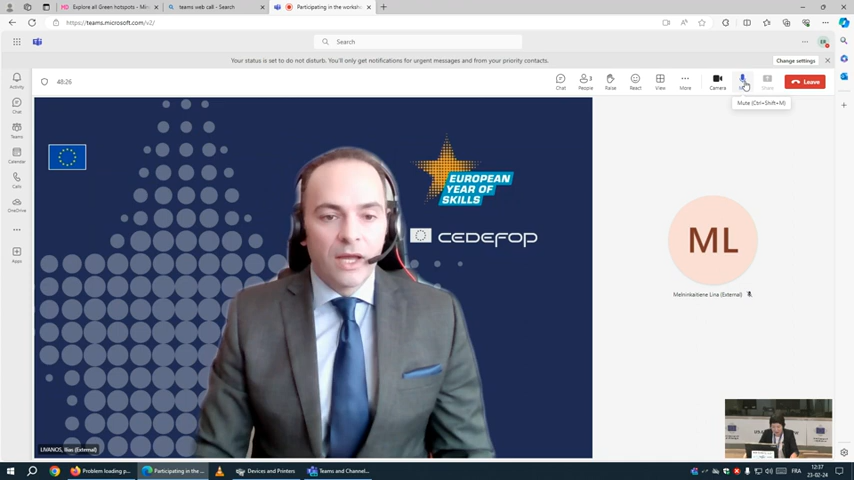 Explore all Green hotspots - Min
teams web call - Search
Participating in the worksho
https://teams.microsoft.com/v2/
Search
EP
Your status is set to do not disturb. You'll only get notifications for urgent messages and from your priority contacts.
Change settings
48:26
Chat
People
Raise
React
View
More
Camera
Share
Leave
Mute (Ctrl+Shift+M)
Activity
Chat
Teams
Calendar
Calls
OneDrive
Apps
EUROPEAN
YEAR OF
SKILLS
CEDEFOP
ML
Melninkaitiene Lina (External)
LIVANOS, Ilias (External)
Problem loading p...
Participating in the ...
Devices and Printers
Teams and Channel...
FRA
12:37
23-02-24